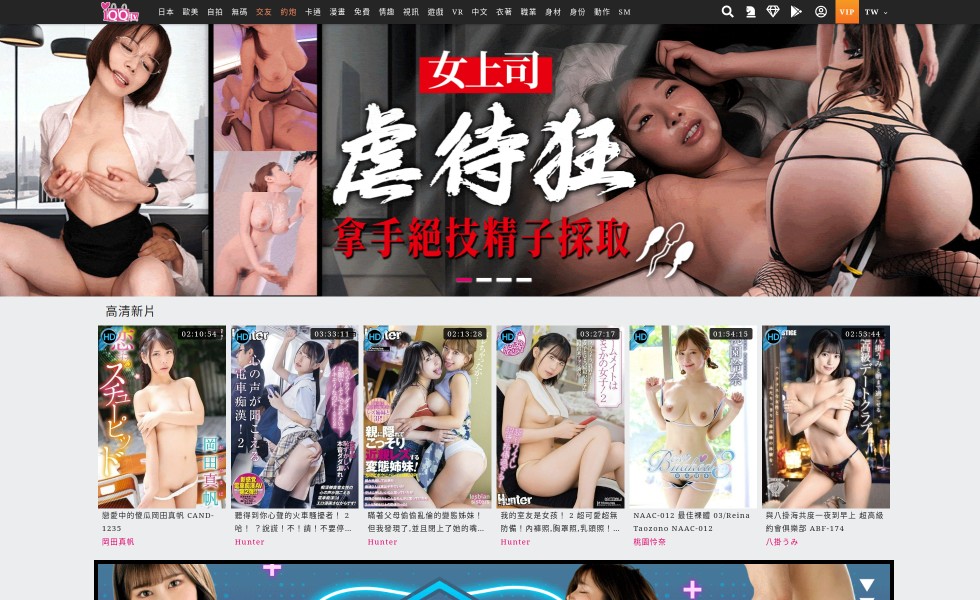 日本 歐美 自拍 無碼 交友 約炮 卡通 漫畫 免費 情趣 視訊 遊戲 VR 中文 衣著 職業 身材 身份 動作 SM
VIP TW
女上司
虐待狂
拿手絕技精子採取
高清新片
HD 02:10:54
HD 03:33:11
HD 02:13:28
HD 03:27:17
HD 01:54:15
HD 02:53:44
恋
スチューピッド
岡田真帆
心の声が聞こえる
電車痴漢!2
親に隠れて
こっそり
近親レズする
変態姉妹!
Hunter
戀愛中的傻瓜岡田真帆 CAND-
1235
岡田真帆
聽得到你心聲的火車騷擾者! 2
哈! ?說謊!不!請!不要停...
Hunter
瞞著父母偷偷亂倫的變態姊妹!
但我發現了,並且閉上了她的嘴...
Hunter
我的室友是女孩! 2 超可愛超無
防備!內褲照,胸罩照,乳頭照!...
Hunter
NAAC-012 最佳裸體 03/Reina
Taozono NAAC-012
桃園怜奈
與八掛海共度一夜到早上 超高級
約會俱樂部 ABF-174
八掛うみ